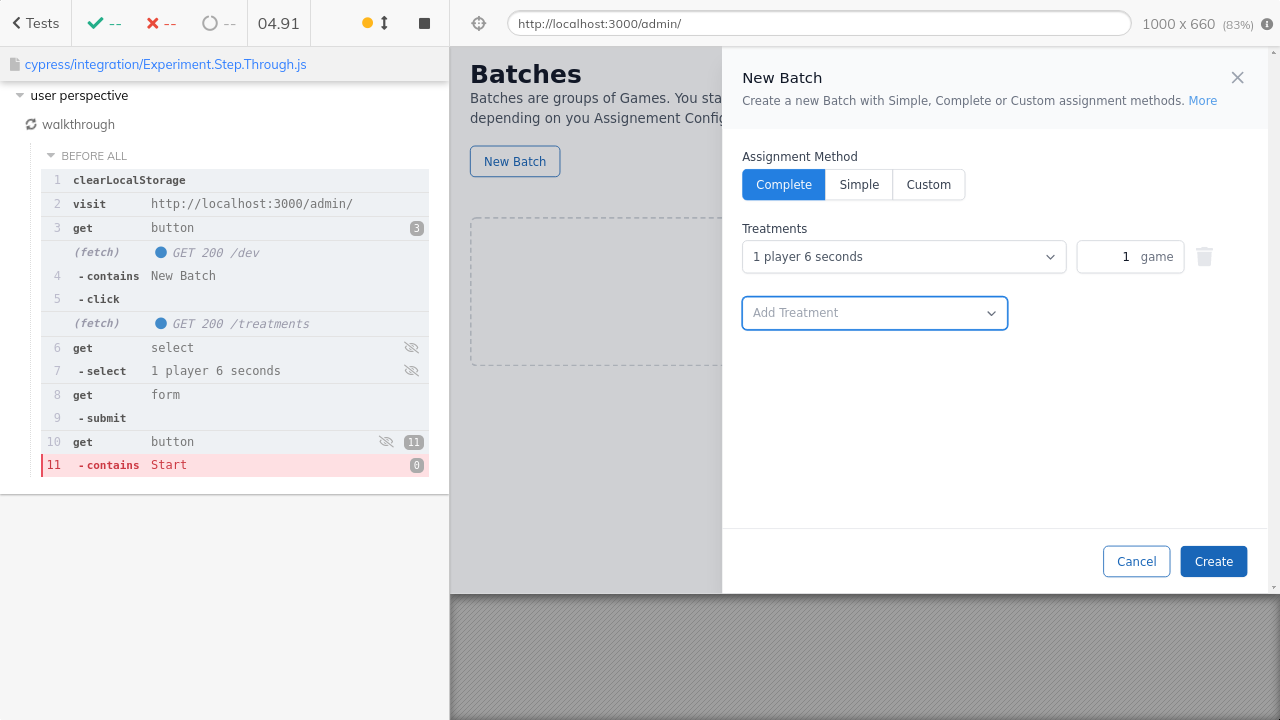 Tests
--
--
--
04.91
http://localhost:3000/admin/
1000 x 660 (83%)
cypress/integration/Experiment.Step.Through.js
user perspective
walkthrough
BEFORE ALL
1 clearLocalStorage
2 visit http://localhost:3000/admin/
3 get button 3
(fetch) GET 200 /dev
4 - contains New Batch
5 - click
(fetch) GET 200 /treatments
6 get select
7 - select 1 player 6 seconds
8 get form
9 - submit
10 get button 11
11 - contains Start 0
Batches
Batches are groups of Games. You sta
depending on you Assignement Config
New Batch
New Batch
Create a new Batch with Simple, Complete or Custom assignment methods. More
Assignment Method
Complete Simple Custom
Treatments
1 player 6 seconds 1 game
Add Treatment
Cancel Create